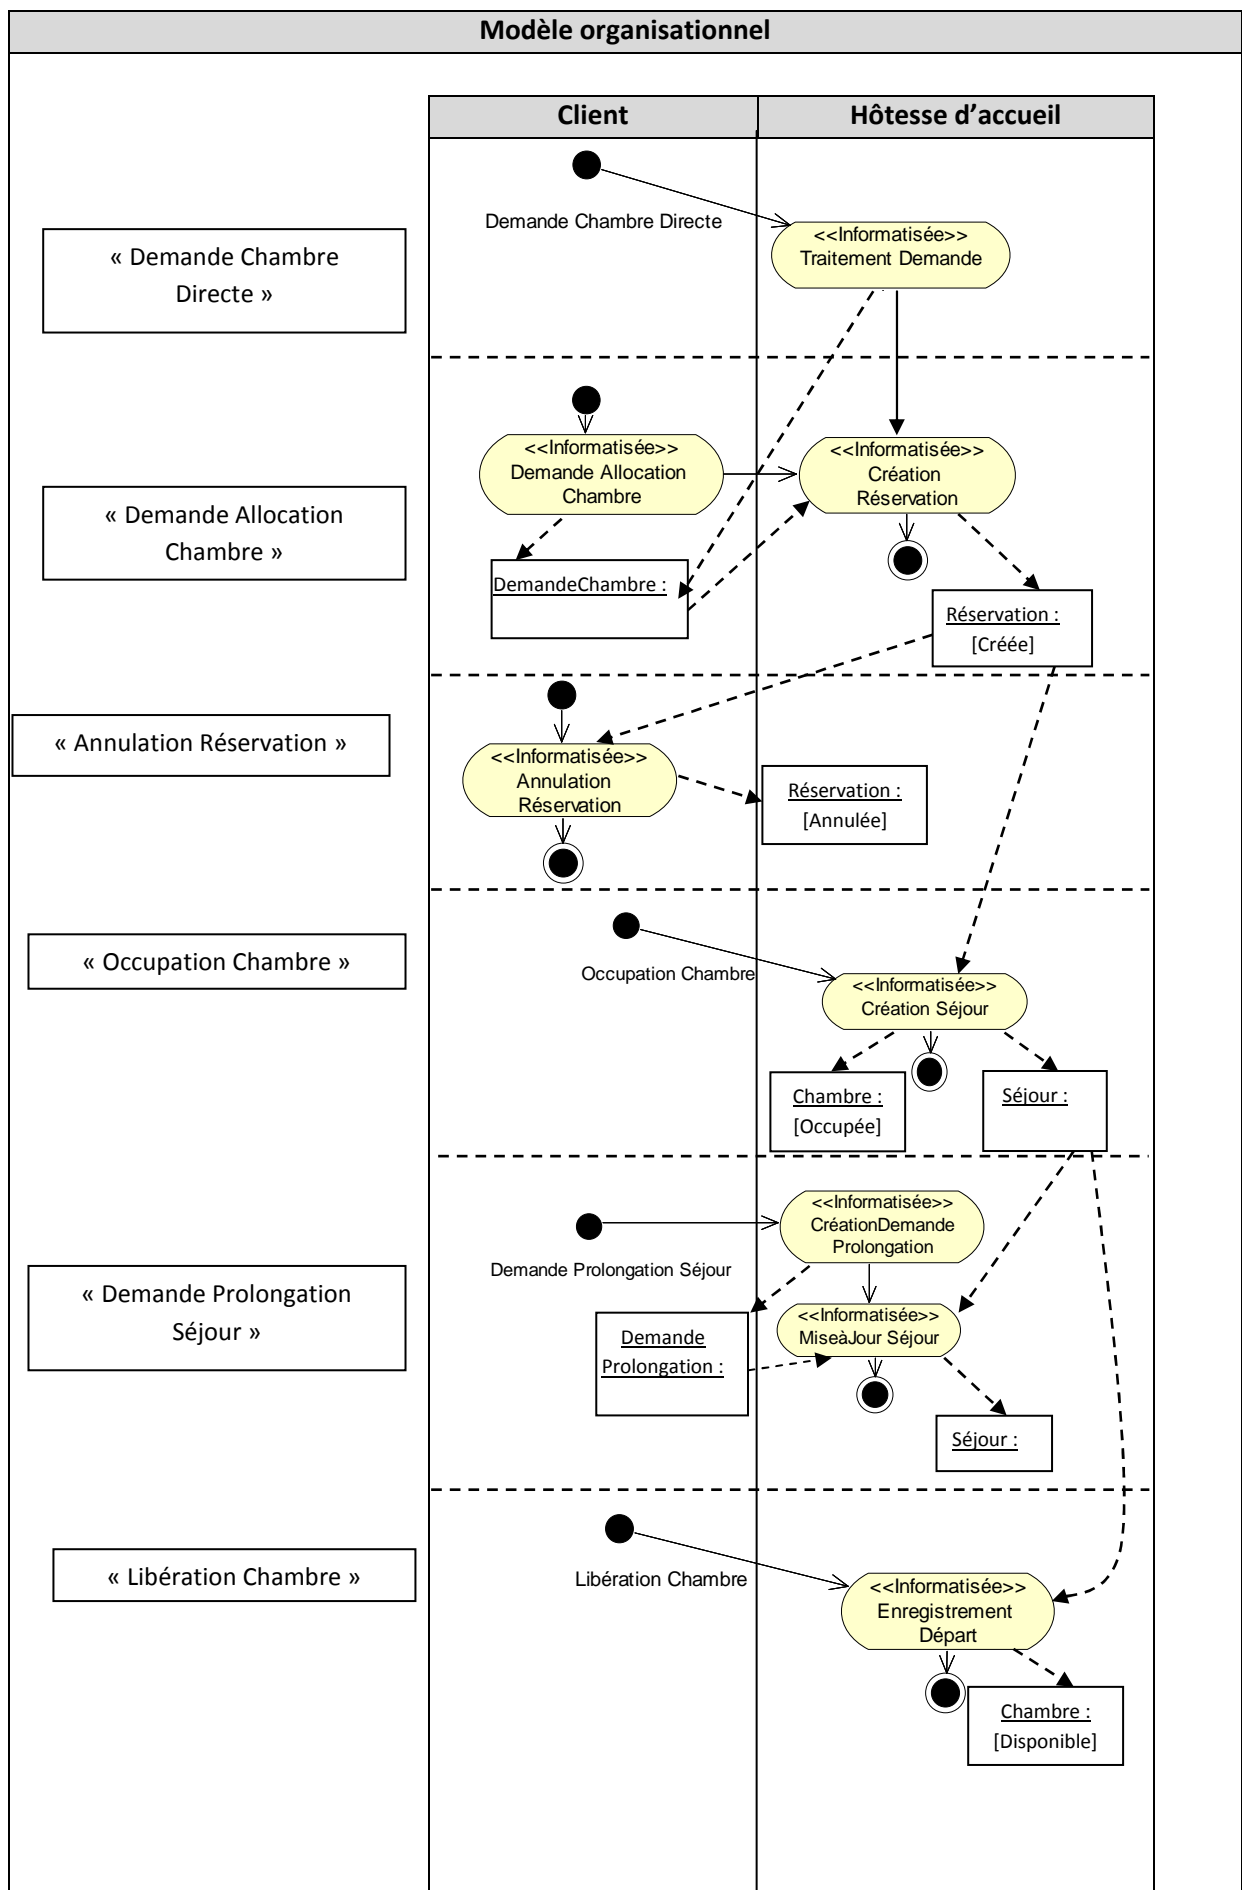 Modèle organisationnel
Client
Hôtesse d'accueil
Demande Chambre Directe
« Demande Chambre
Directe »
<<Informatisée>>
Traitement Demande
<<Informatisée>>
Demande Allocation
Chambre
<<Informatisée>>
Création
Réservation
« Demande Allocation
Chambre »
DemandeChambre :
Réservation :
[Créée]
« Annulation Réservation »
<<Informatisée>>
Annulation
Réservation
Réservation :
[Annulée]
« Occupation Chambre »
Occupation Chambre
<<Informatisée>>
Création Séjour
Chambre :
[Occupée]
Séjour :
<<Informatisée>>
CréationDemande
Prolongation
Demande Prolongation Séjour
« Demande Prolongation
Séjour »
<<Informatisée>>
MiseàJour Séjour
Demande
Prolongation :
Séjour :
« Libération Chambre »
Libération Chambre
<<Informatisée>>
Enregistrement
Départ
Chambre :
[Disponible]